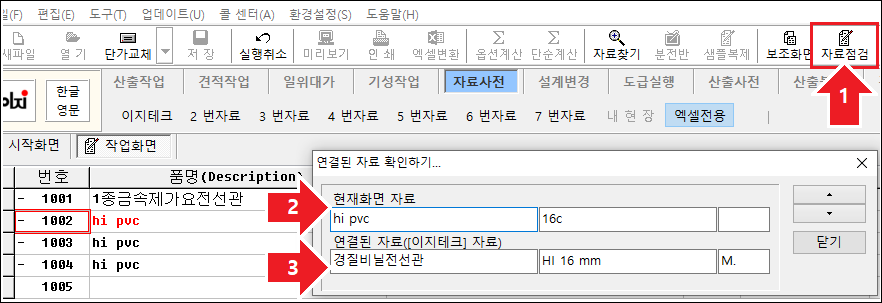 편집(E) 도구(T) 업데이트(U) 콜 센터(A) 환경설정(S) 도움말(H)
새파일 열 기 단가교체 저 장 실행취소 미리보기 인 쇄 엑셀변환 옵션계산 단순계산 자료찾기 분전반 샘플복제 보조화면 자료점검
1
한글
영문
산출작업 견적작업 일위대가 기성작업 자료사전 설계변경 도급실행 산출사전
이지테크 2 번자료 3 번자료 4 번자료 5 번자료 6 번자료 7 번자료 내 현 장 엑셀전용
시작화면 작업화면
번호 품명(Description)
- 1001 1종금속제가요전선관
- 1002 hi pvc
- 1003 hi pvc
- 1004 hi pvc
1005
연결된 자료 확인하기...
현재화면 자료
2 hi pvc 16c
연결된 자료([이지테크] 자료)
3 경질비닐전선관 HI 16 mm M.
닫기